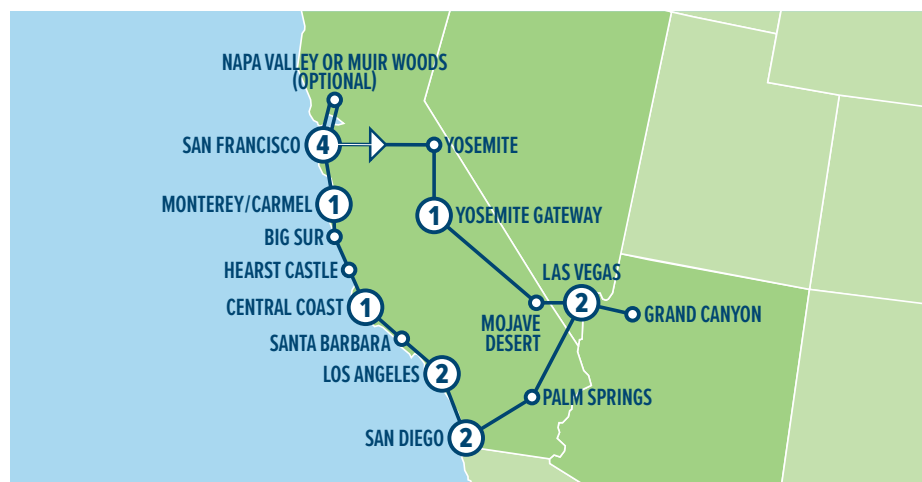 NAPA VALLEY OR MUIR WOODS
(OPTIONAL)
SAN FRANCISCO
4
YOSEMITE
MONTEREY/CARMEL
1
1
YOSEMITE GATEWAY
BIG SUR
HEARST CASTLE
LAS VEGAS
2
CENTRAL COAST
1
MOJAVE
DESERT
GRAND CANYON
SANTA BARBARA
LOS ANGELES
2
PALM SPRINGS
SAN DIEGO
2